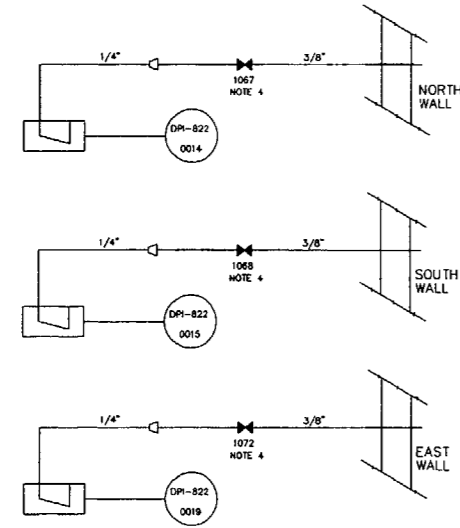 1/4"
3/8"
1067
NOTE 4
NORTH
WALL
DPI-822
0014
1/4"
3/8"
1068
NOTE 4
SOUTH
WALL
DPI-822
0015
1/4"
3/8"
1072
NOTE 4
EAST
WALL
DPI-822
0019